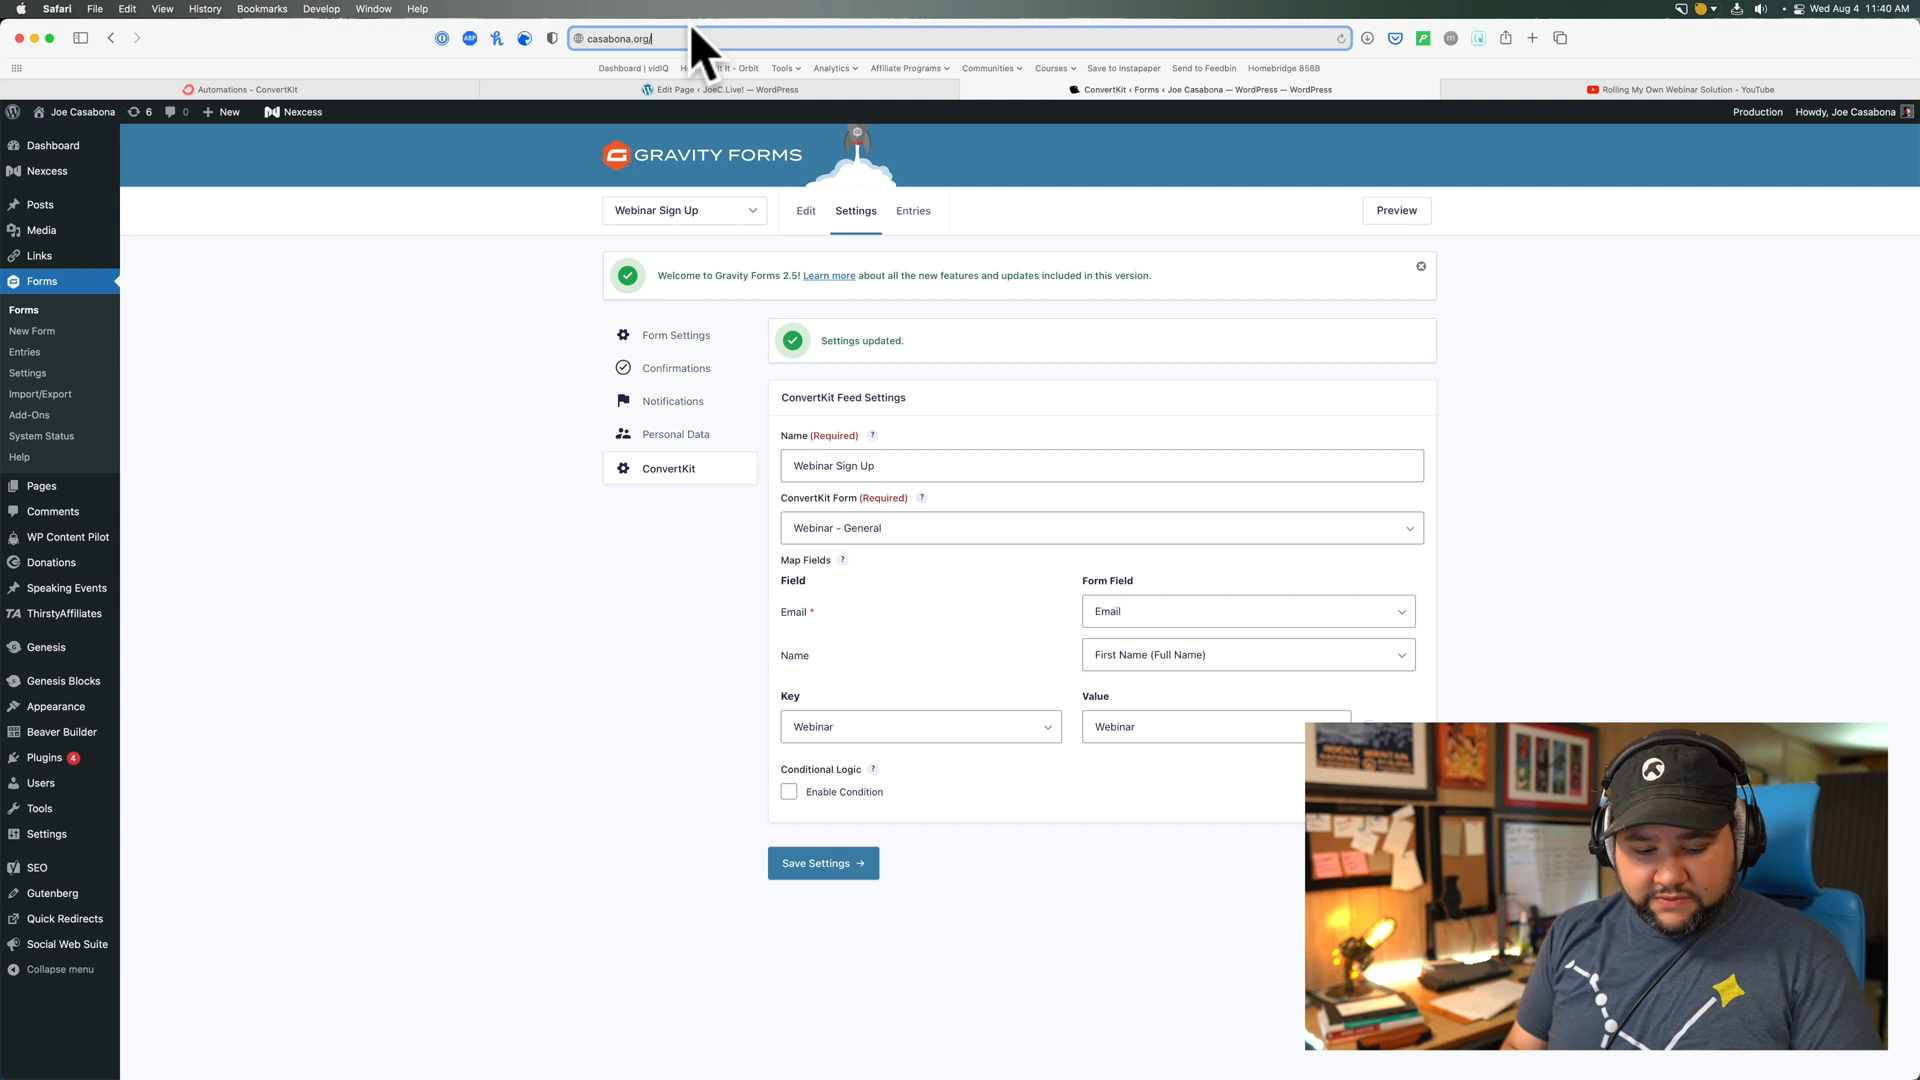 Safari File Edit View History Bookmarks Develop Window Help Wed Aug 4 11:40 AM
casabona.org/
Dashboard | vidIQ It - Orbit Tools Analytics Affiliate Programs Communities Courses Save to Instapaper Send to Feedbin Homebridge 858B
Automations - ConvertKit Edit Page ‹ JoeC.Live! — WordPress ConvertKit ‹ Forms ‹ Joe Casabona — WordPress — WordPress Rolling My Own Webinar Solution - YouTube
Joe Casabona 6 0 New Nexcess Production Howdy, Joe Casabona
Dashboard
Nexcess
Posts
Media
Links
Forms
Forms
New Form
Entries
Settings
Import/Export
Add-Ons
System Status
Help
Pages
Comments
WP Content Pilot
Donations
Speaking Events
ThirstyAffiliates
Genesis
Genesis Blocks
Appearance
Beaver Builder
Plugins 4
Users
Tools
Settings
SEO
Gutenberg
Quick Redirects
Social Web Suite
Collapse menu
GRAVITY FORMS
Webinar Sign Up Edit Settings Entries Preview
Welcome to Gravity Forms 2.5! Learn more about all the new features and updates included in this version.
Form Settings
Confirmations
Notifications
Personal Data
ConvertKit
Settings updated.
ConvertKit Feed Settings
Name (Required) ?
Webinar Sign Up
ConvertKit Form (Required) ?
Webinar - General
Map Fields ?
Field Form Field
Email * Email
Name First Name (Full Name)
Key Value
Webinar Webinar
Conditional Logic ?
Enable Condition
Save Settings →